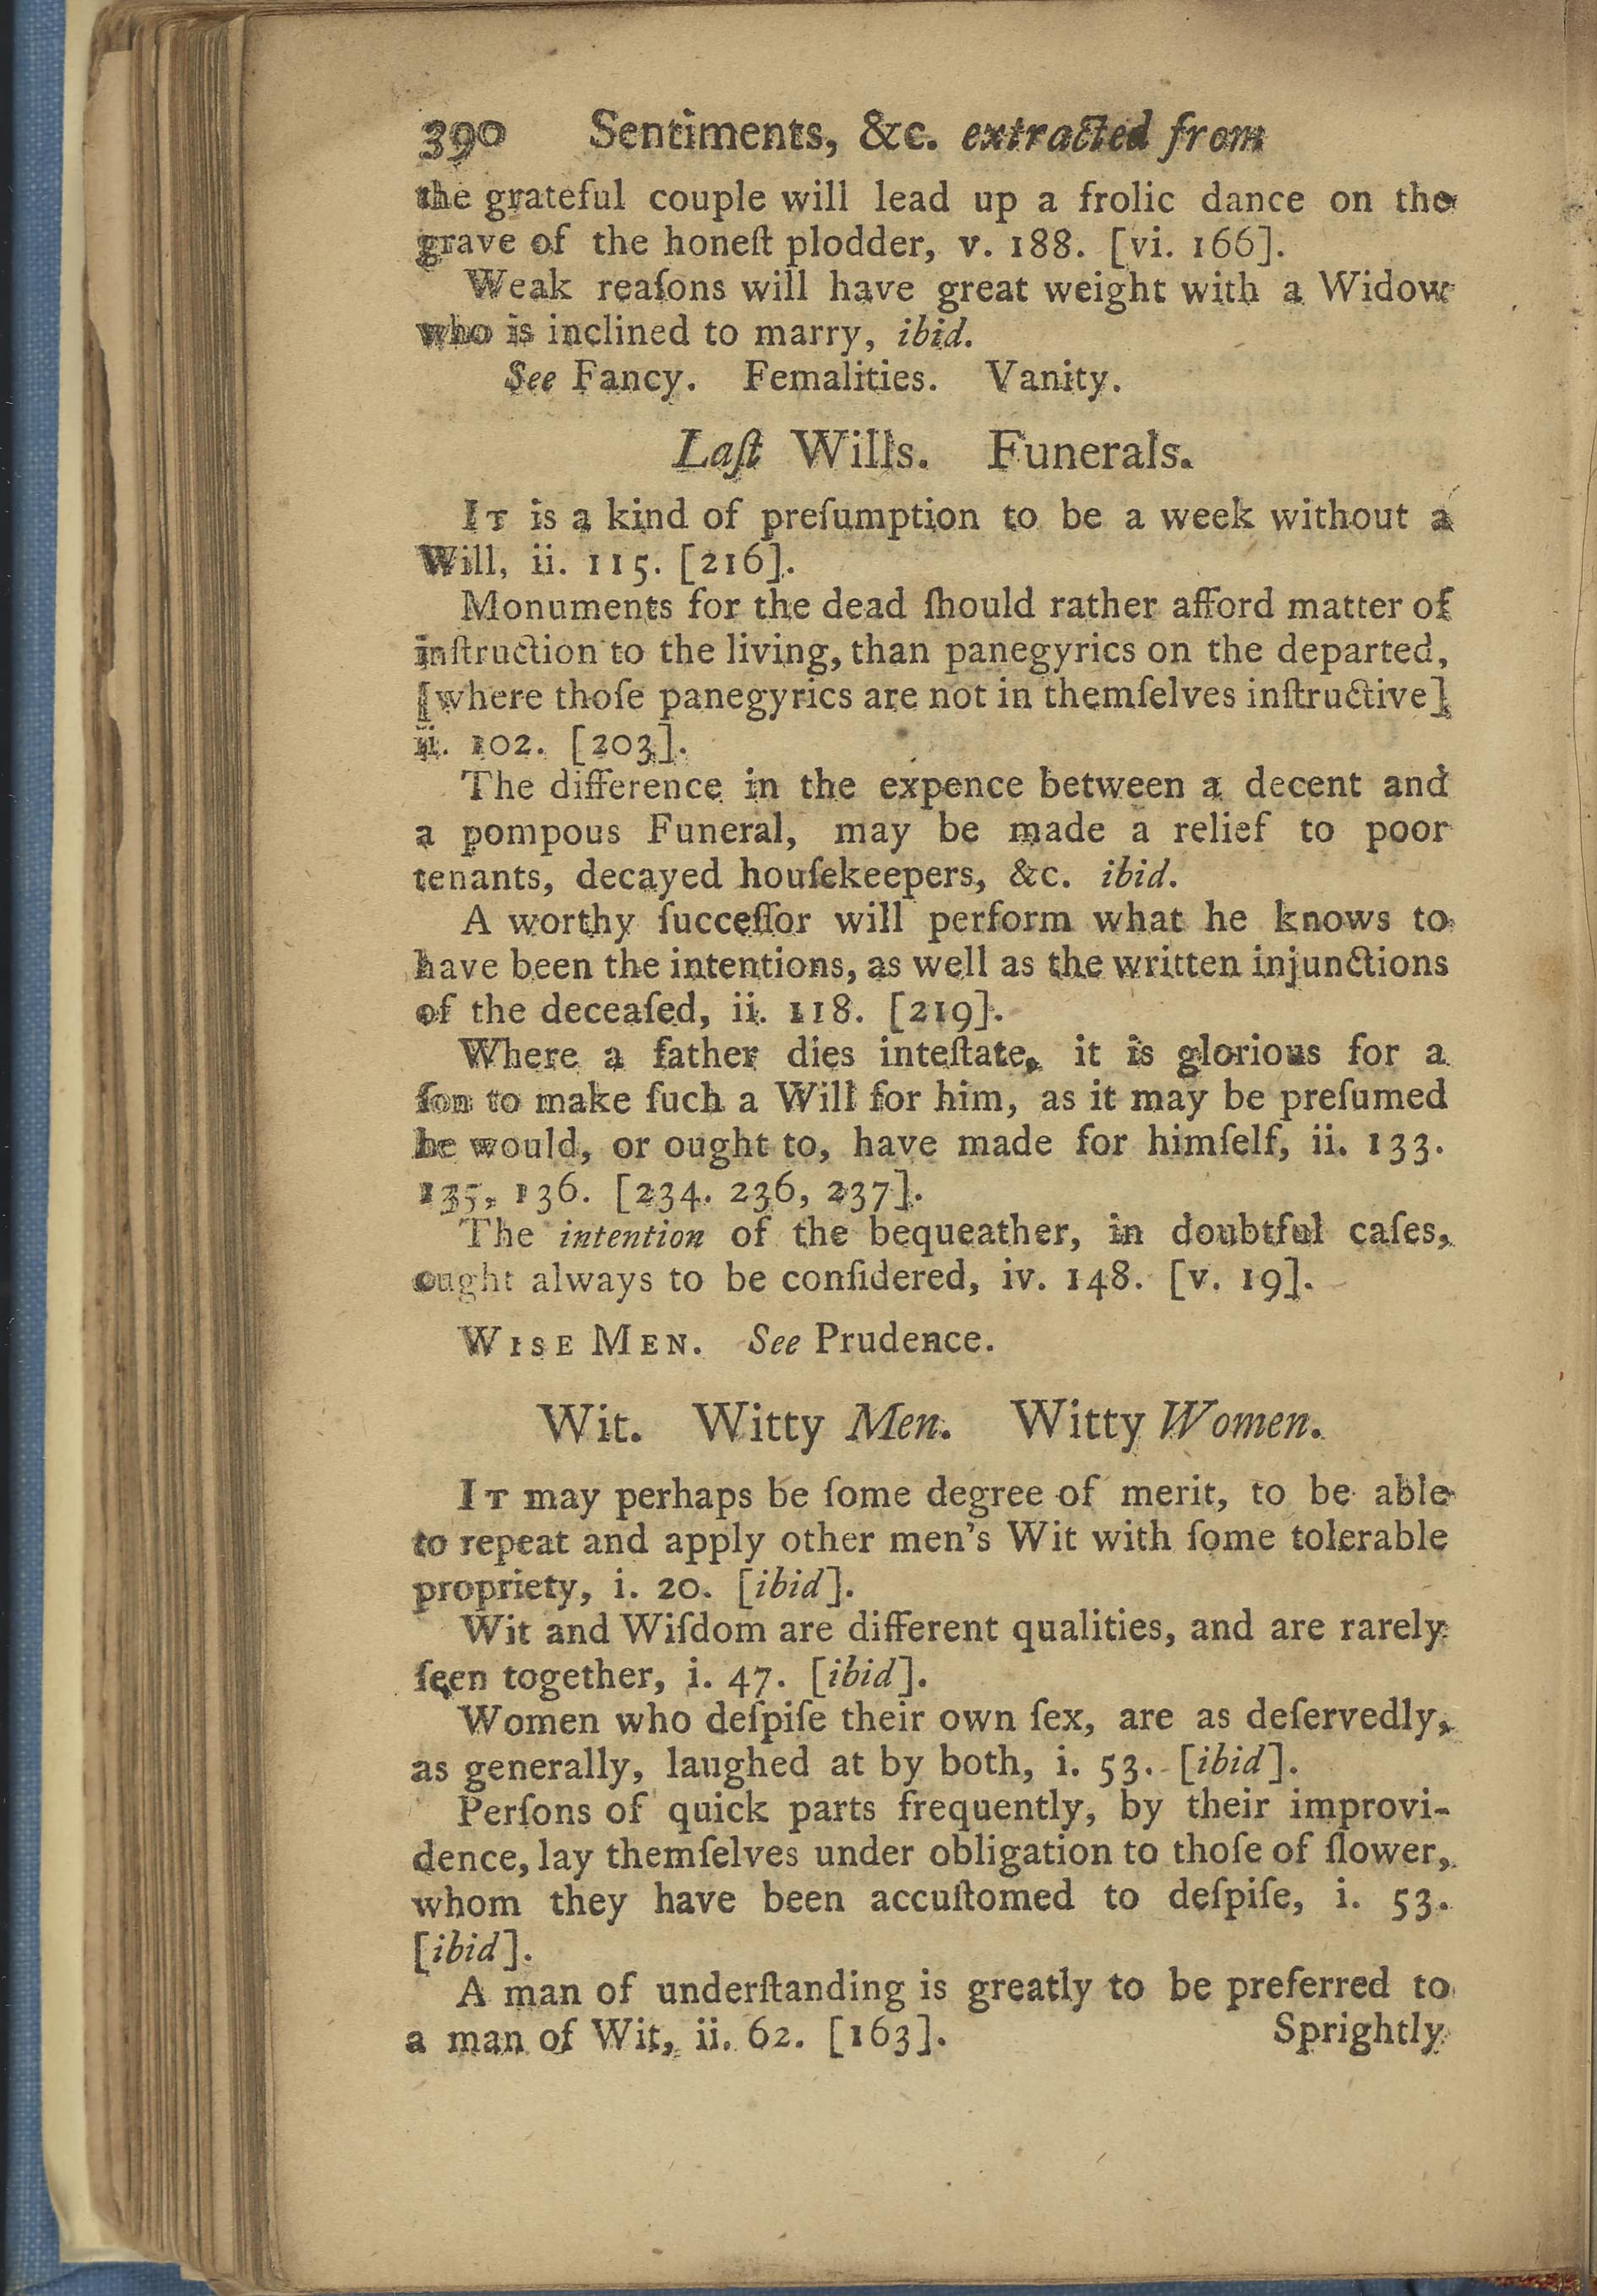 390 Sentiments, &c. extracted from
the grateful couple will lead up a frolic dance on the
grave of the honeſt plodder, v. 188. [vi. 166].
Weak reaſons will have great weight with a Widow
who is inclined to marry, ibid.
See Fancy. Femalities. Vanity.
Laſt Wills. Funerals.
IT is a kind of preſumption to be a week without a
Will, ii. 115. [216].
Monuments for the dead ſhould rather afford matter of
inſtruction to the living, than panegyrics on the departed,
[where thoſe panegyrics are not in themſelves inſtructive]
ii. 102. [203].
The difference in the expence between a decent and
a pompous Funeral, may be made a relief to poor
tenants, decayed houſekeepers, &c. ibid.
A worthy ſucceſſor will perform what he knows to
have been the intentions, as well as the written injunctions
of the deceaſed, ii. 118. [219].
Where a father dies inteſtate, it is glorious for a
ſon to make ſuch a Will for him, as it may be preſumed
he would, or ought to, have made for himſelf, ii. 133.
135, 136. [234. 236, 237].
The intention of the bequeather, in doubtful caſes,
ought always to be conſidered, iv. 148. [v. 19].
WISE MEN. See Prudence.
Wit. Witty Men. Witty Women.
IT may perhaps be ſome degree of merit, to be able
to repeat and apply other men's Wit with ſome tolerable
propriety, i. 20. [ibid].
Wit and Wiſdom are different qualities, and are rarely
ſeen together, i. 47. [ibid].
Women who deſpiſe their own ſex, are as deſervedly,
as generally, laughed at by both, i. 53. [ibid].
Perſons of quick parts frequently, by their improvi-
dence, lay themſelves under obligation to thoſe of ſlower,
whom they have been accuſtomed to deſpiſe, i. 53.
[ibid].
A man of underſtanding is greatly to be preferred to
a man of Wit, ii. 62. [163].
Sprightly